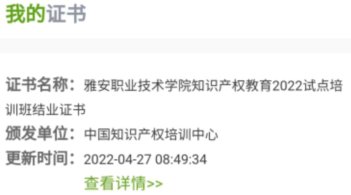 我的证书
证书名称：雅安职业技术学院知识产权教育2022试点培
训班结业证书
颁发单位：中国知识产权培训中心
更新时间：2022-04-27 08:49:34
查看详情>>